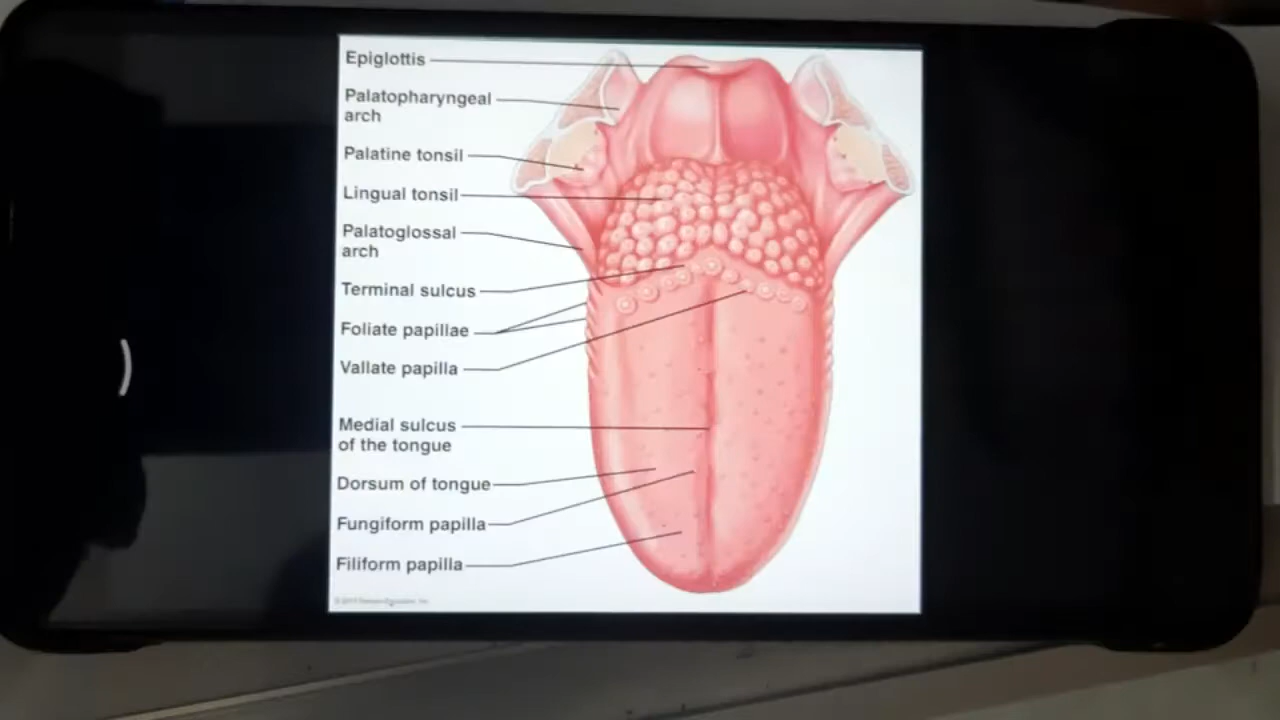 Epiglottis
Palatopharyngeal
arch
Palatine tonsil
Lingual tonsil
Palatoglossal
arch
Terminal sulcus
Foliate papillae
Vallate papilla
Medial sulcus
of the tongue
Dorsum of tongue
Fungiform papilla
Filiform papilla